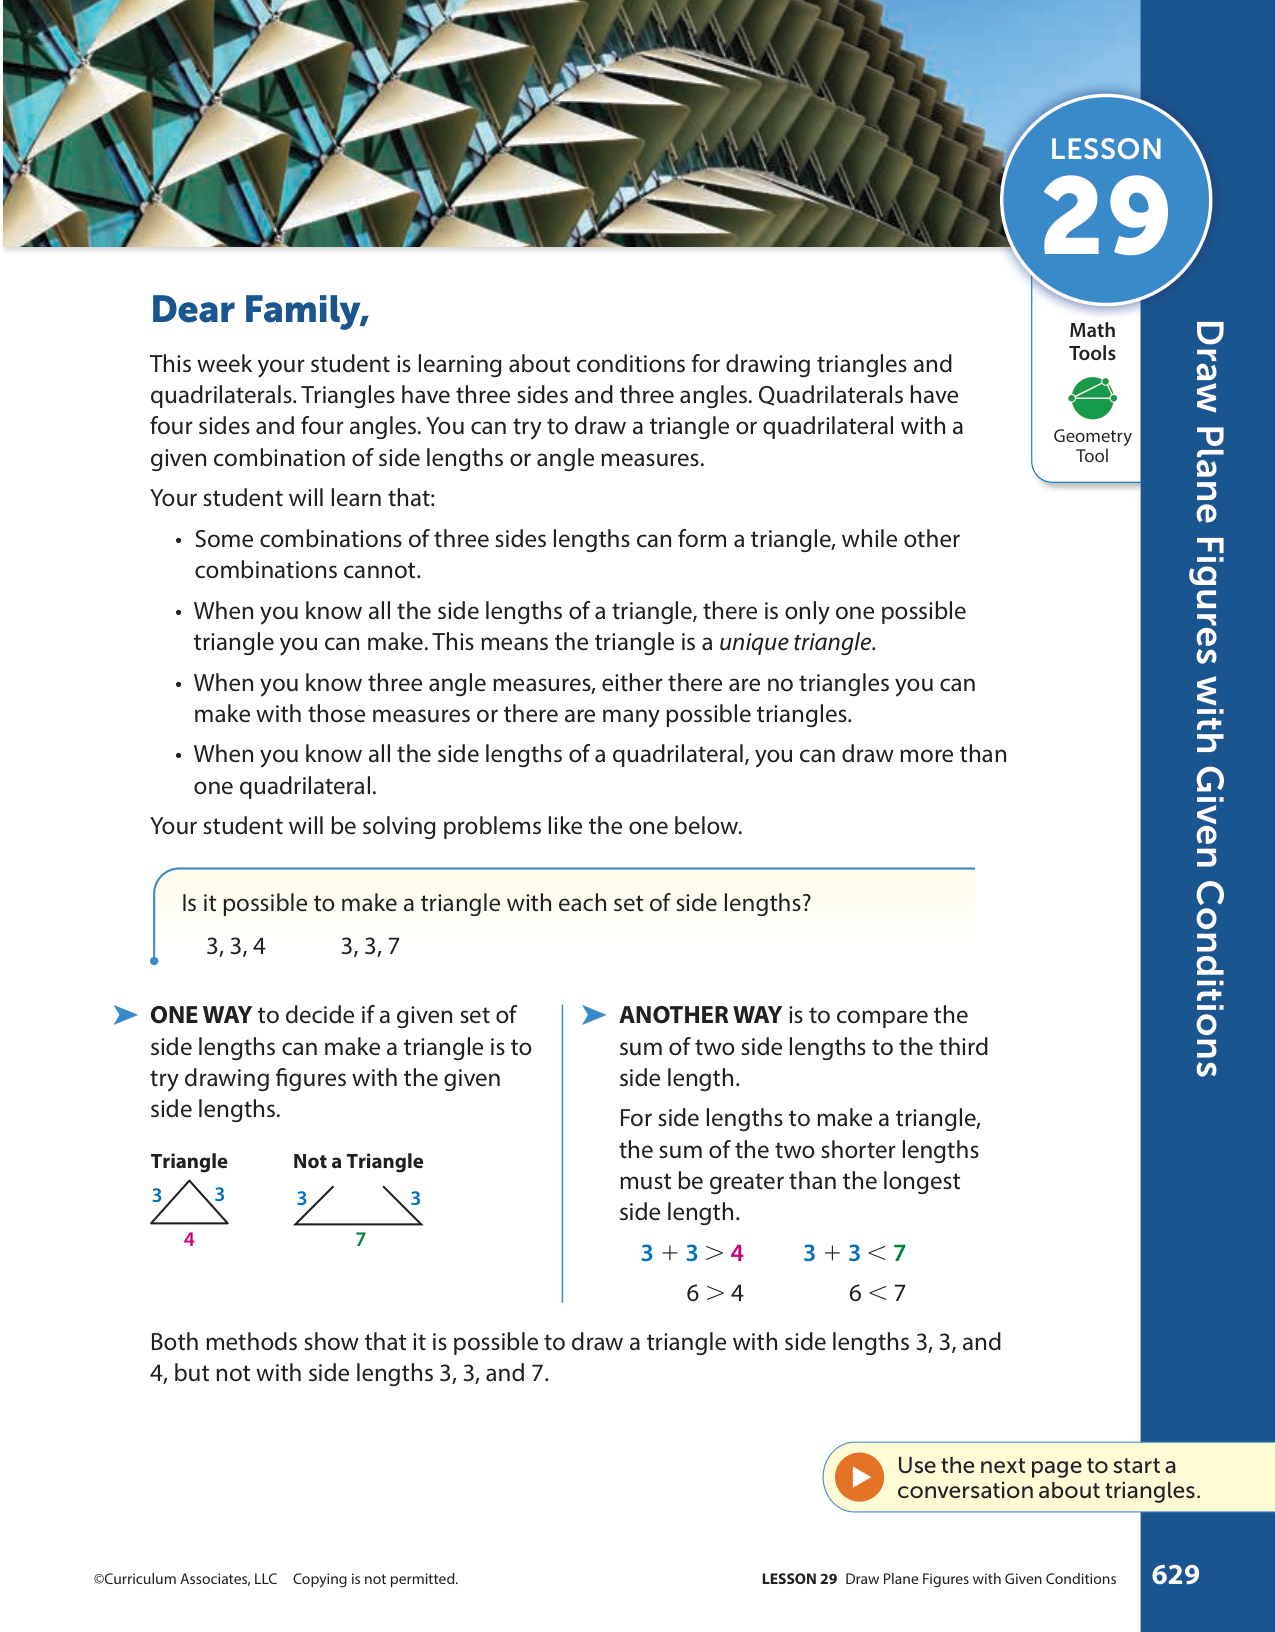 LESSON
29
Math
Tools
Geometry
Tool
Draw Plane Figures with Given Conditions
Dear Family,
This week your student is learning about conditions for drawing triangles and
quadrilaterals. Triangles have three sides and three angles. Quadrilaterals have
four sides and four angles. You can try to draw a triangle or quadrilateral with a
given combination of side lengths or angle measures.
Your student will learn that:
• Some combinations of three sides lengths can form a triangle, while other
combinations cannot.
• When you know all the side lengths of a triangle, there is only one possible
triangle you can make. This means the triangle is a unique triangle.
• When you know three angle measures, either there are no triangles you can
make with those measures or there are many possible triangles.
• When you know all the side lengths of a quadrilateral, you can draw more than
one quadrilateral.
Your student will be solving problems like the one below.
Is it possible to make a triangle with each set of side lengths?
3, 3, 4 3, 3, 7
➤ ONE WAY to decide if a given set of
side lengths can make a triangle is to
try drawing figures with the given
side lengths.
Triangle Not a Triangle
3 3 3 3
4 7
➤ ANOTHER WAY is to compare the
sum of two side lengths to the third
side length.
For side lengths to make a triangle,
the sum of the two shorter lengths
must be greater than the longest
side length.
3 + 3 > 4 3 + 3 < 7
6 > 4 6 < 7
Both methods show that it is possible to draw a triangle with side lengths 3, 3, and
4, but not with side lengths 3, 3, and 7.
Use the next page to start a
conversation about triangles.
©Curriculum Associates, LLC Copying is not permitted.
LESSON 29 Draw Plane Figures with Given Conditions
629